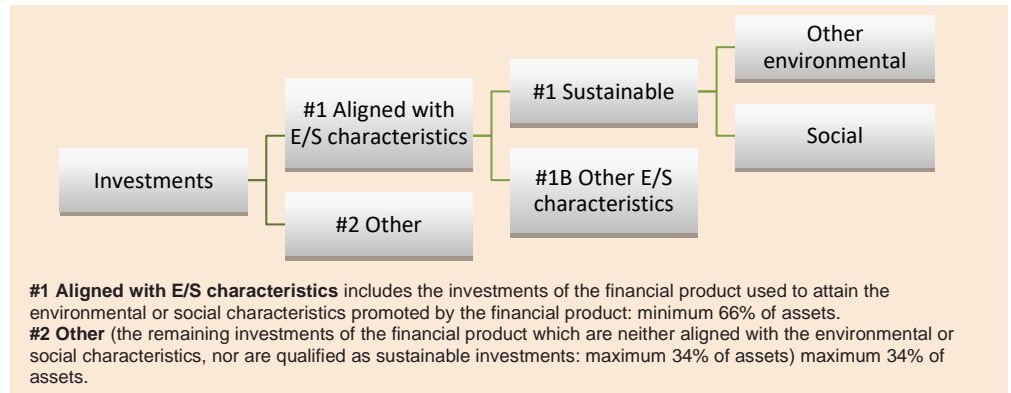 Investments
#1 Aligned with
E/S characteristics
#2 Other
#1 Sustainable
#1B Other E/S
characteristics
Other
environmental
Social
#1 Aligned with E/S characteristics includes the investments of the financial product used to attain the
environmental or social characteristics promoted by the financial product: minimum 66% of assets.
#2 Other (the remaining investments of the financial product which are neither aligned with the environmental or
social characteristics, nor are qualified as sustainable investments: maximum 34% of assets) maximum 34% of
assets.